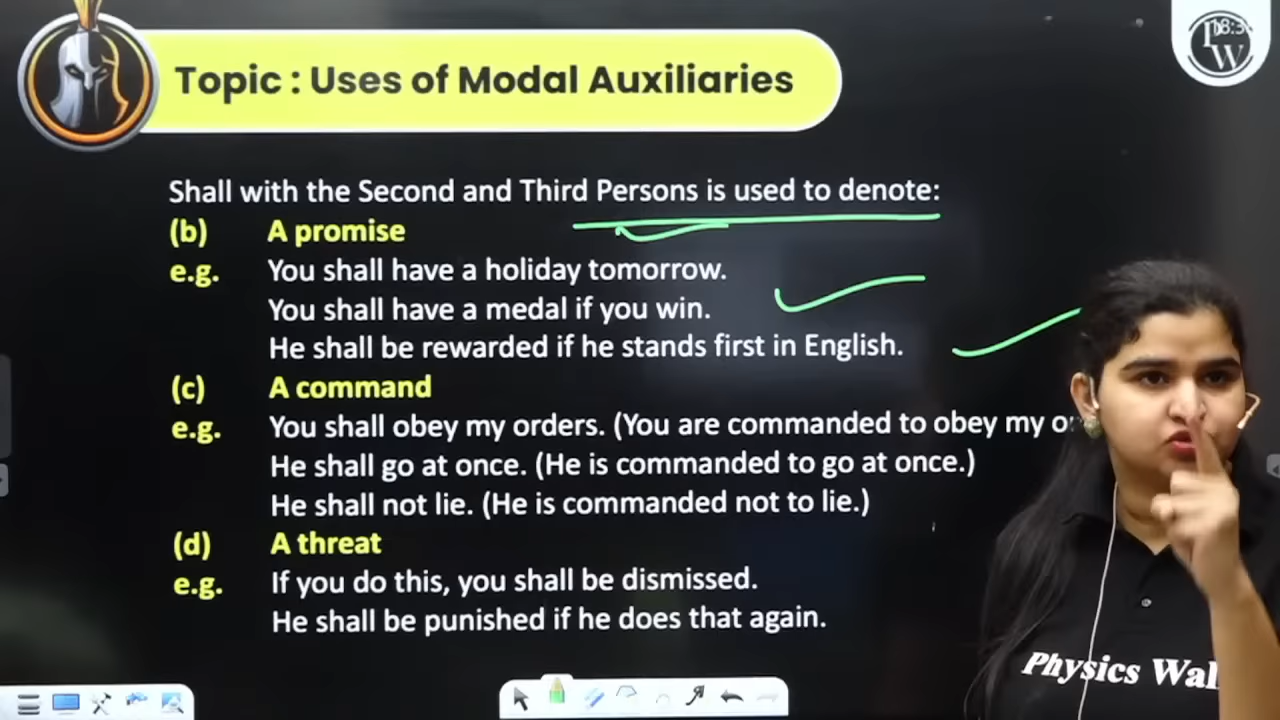 Topic : Uses of Modal Auxiliaries
Shall with the Second and Third Persons is used to denote:
(b) A promise
e.g. You shall have a holiday tomorrow.
You shall have a medal if you win.
He shall be rewarded if he stands first in English.
(c) A command
e.g. You shall obey my orders. (You are commanded to obey my
He shall go at once. (He is commanded to go at once.)
He shall not lie. (He is commanded not to lie.)
(d) A threat
e.g. If you do this, you shall be dismissed.
He shall be punished if he does that again.
Physics